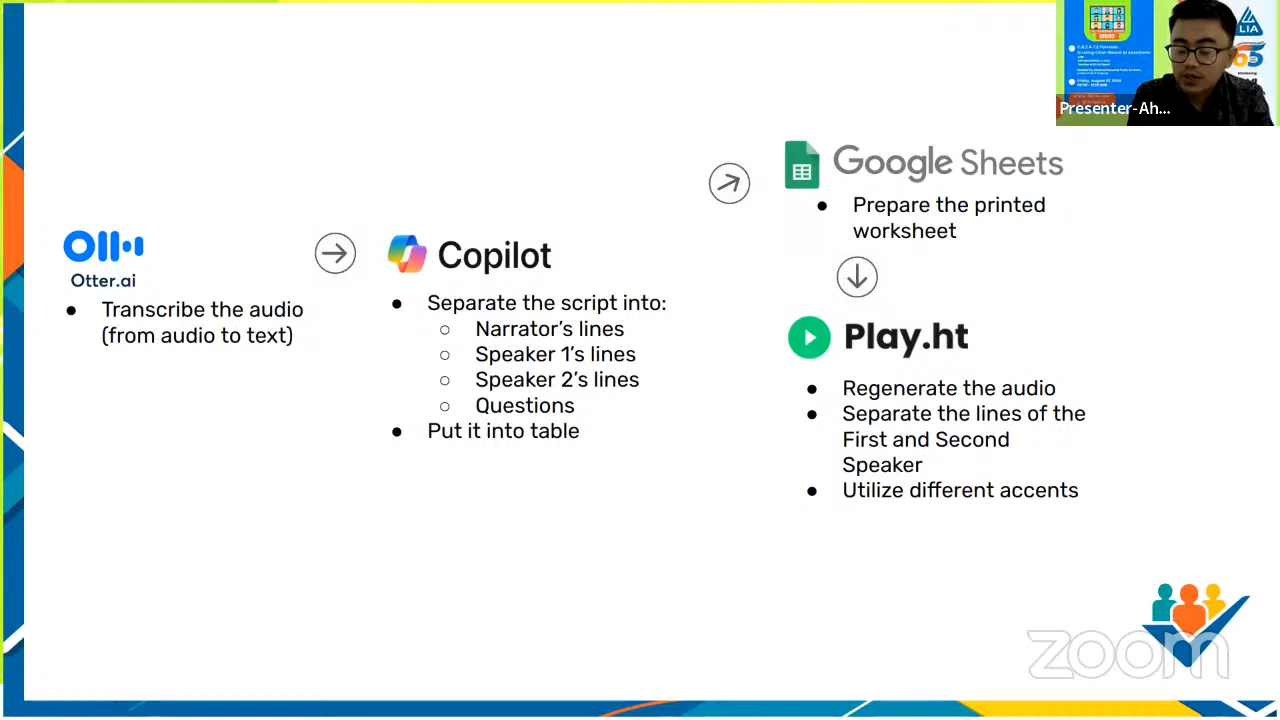 Otter.ai
● Transcribe the audio
(from audio to text)
Copilot
● Separate the script into:
○ Narrator's lines
○ Speaker 1's lines
○ Speaker 2's lines
○ Questions
● Put it into table
Google Sheets
● Prepare the printed
worksheet
Play.ht
● Regenerate the audio
● Separate the lines of the
First and Second
Speaker
● Utilize different accents
LIA
Presenter-Ah...
zoom